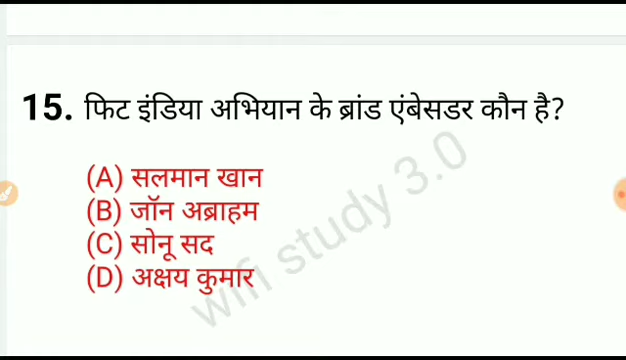 15. फिट इंडिया अभियान के ब्रांड एंबेसडर कौन है?
(A) सलमान खान
(B) जॉन अब्राहम
(C) सोनू सद
(D) अक्षय कुमार
wifi study 3.0